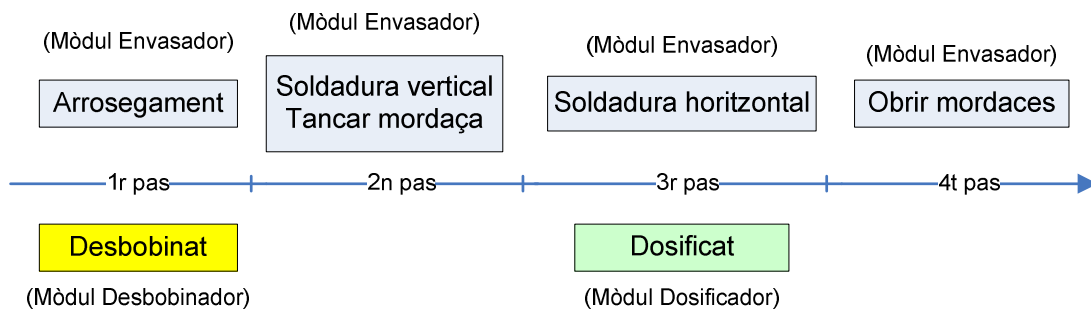 (Mòdul Envasador)
Arrosegament
(Mòdul Envasador)
Soldadura vertical
Tancar mordaça
(Mòdul Envasador)
Soldadura horitzontal
(Mòdul Envasador)
Obrir mordaces
1r pas
2n pas
3r pas
4t pas
Desbobinat
(Mòdul Desbobinador)
Dosificat
(Mòdul Dosificador)